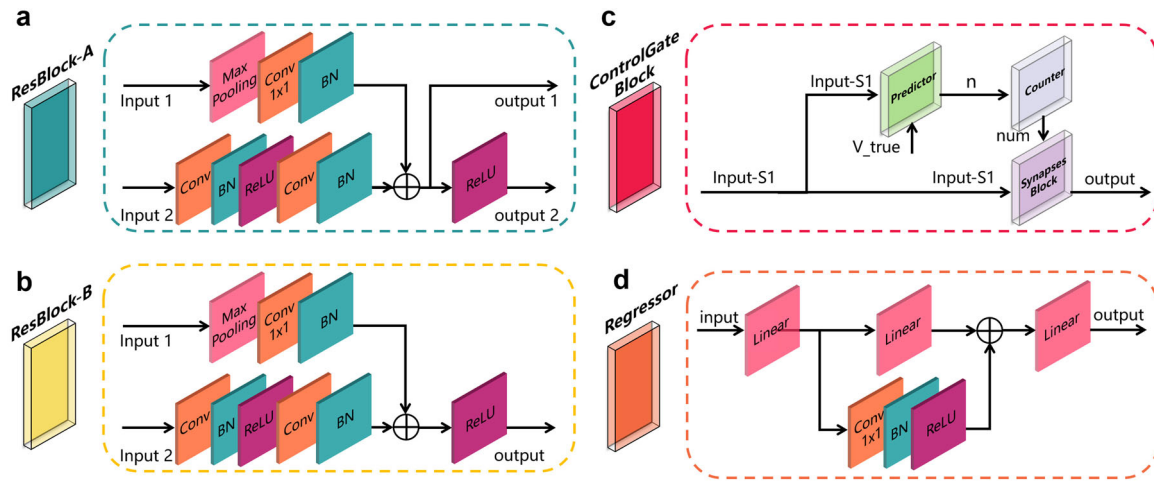 a
ResBlock-A
Input 1
Max
Pooling
Conv
1x1
BN
output 1
Input 2
Conv
BN
ReLU
Conv
BN
ReLU
output 2
b
ResBlock-B
Input 1
Max
Pooling
Conv
1x1
BN
Input 2
Conv
BN
ReLU
Conv
BN
ReLU
output
c
ControlGate
Block
Input-S1
Predictor
n
Counter
V_true
num
Input-S1
Input-S1
Synapses
Block
output
d
Regressor
input
Linear
Linear
Linear
output
Conv
1x1
BN
ReLU